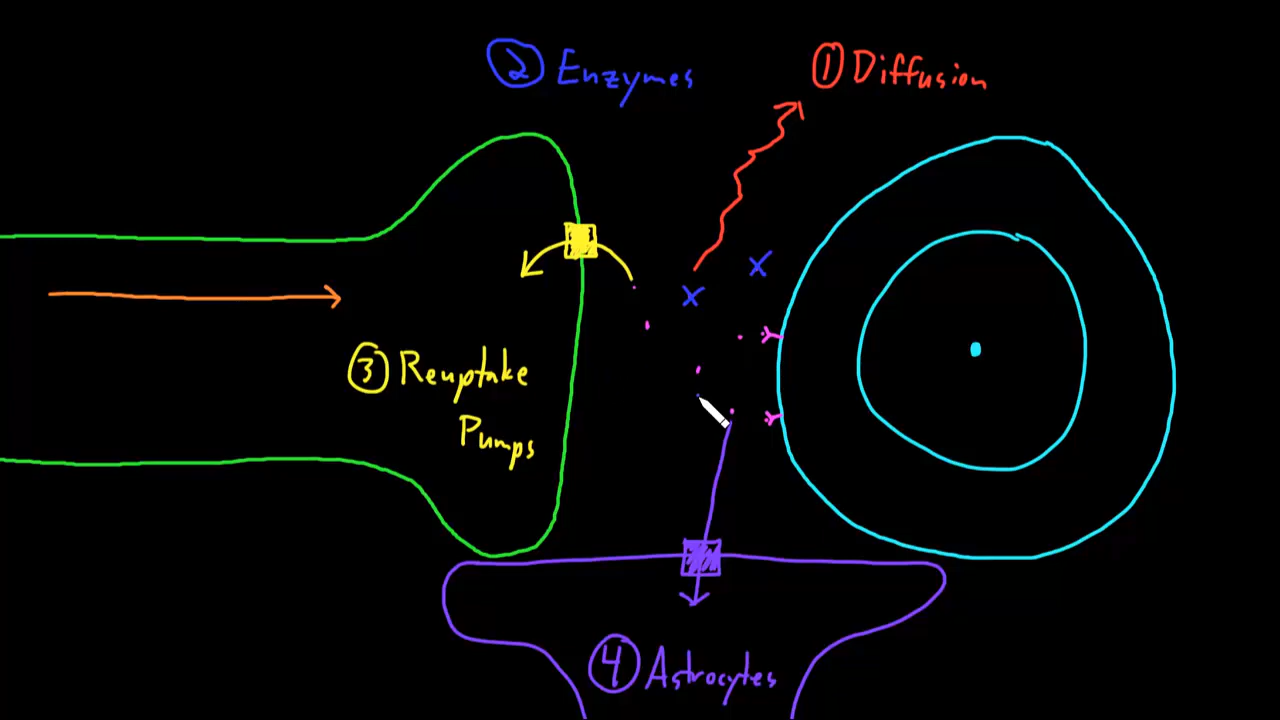 ② Enzymes
① Diffusion
③ Reuptake
Pumps
④ Astrocytes